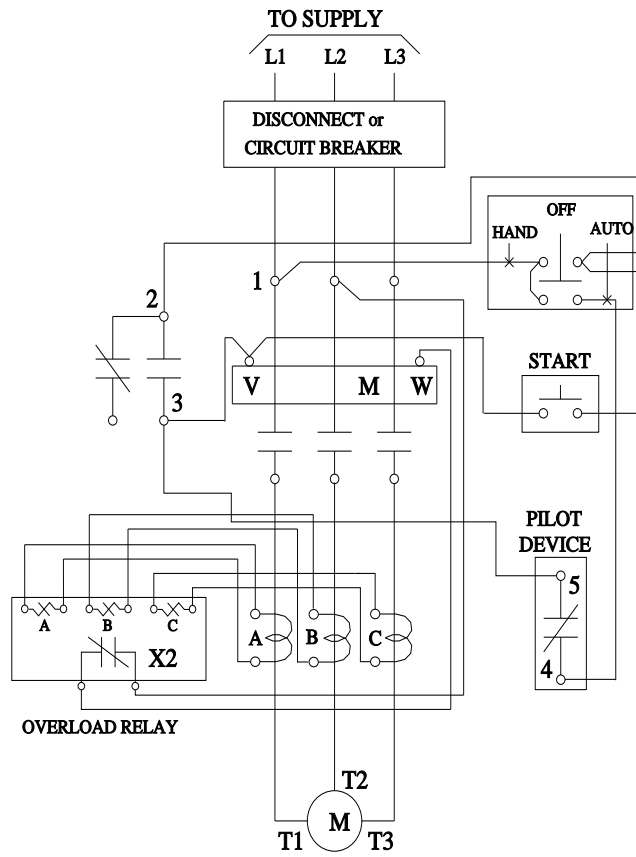 TO SUPPLY
L1 L2 L3
DISCONNECT or
CIRCUIT BREAKER
OFF
HAND AUTO
1
2
START
V M W
3
PILOT
DEVICE
5
A B C
A B C
X2
4
OVERLOAD RELAY
T2
M
T1 T3